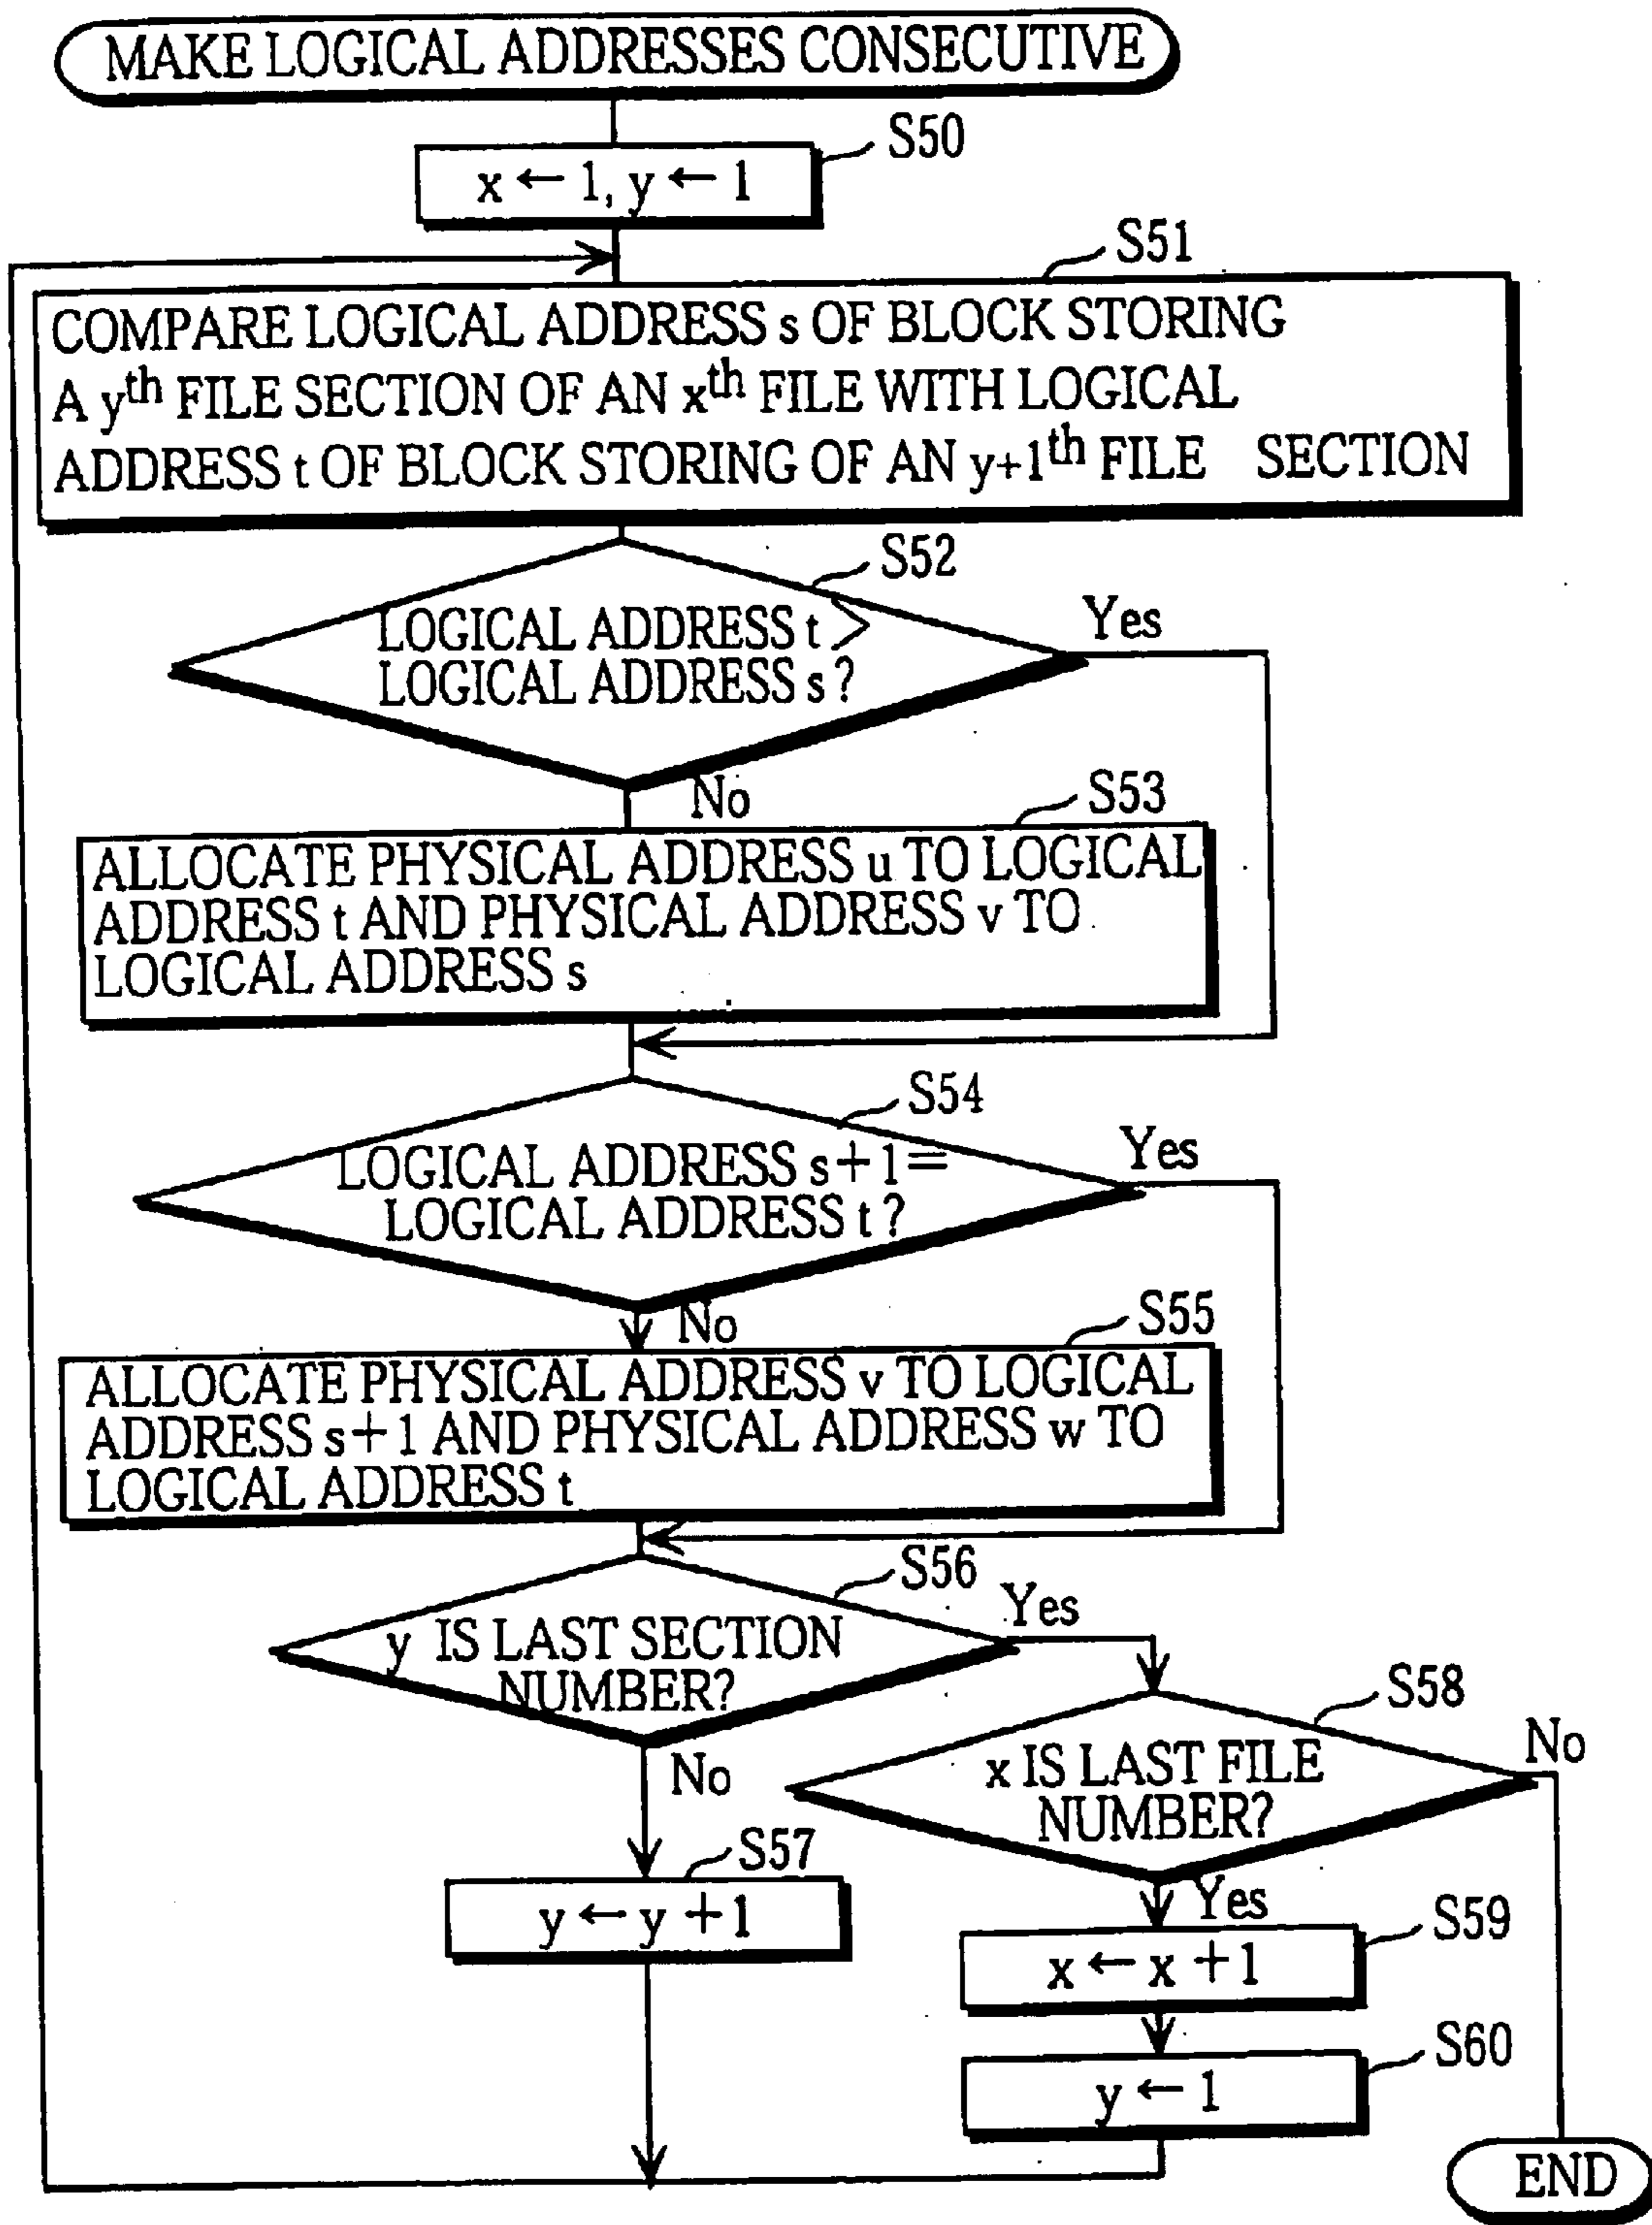 MAKE LOGICAL ADDRESSES CONSECUTIVE
S50
x ← 1, y ← 1
S51
COMPARE LOGICAL ADDRESS s OF BLOCK STORING
A yth FILE SECTION OF AN xth FILE WITH LOGICAL
ADDRESS t OF BLOCK STORING OF AN y+1th FILE SECTION
S52
LOGICAL ADDRESS t >
LOGICAL ADDRESS s?
Yes
No
S53
ALLOCATE PHYSICAL ADDRESS u TO LOGICAL
ADDRESS t AND PHYSICAL ADDRESS v TO
LOGICAL ADDRESS s
S54
LOGICAL ADDRESS s+1=
LOGICAL ADDRESS t?
Yes
No
S55
ALLOCATE PHYSICAL ADDRESS v TO LOGICAL
ADDRESS s+1 AND PHYSICAL ADDRESS w TO
LOGICAL ADDRESS t
S56
y IS LAST SECTION
NUMBER?
Yes
No
S57
y ← y +1
S58
x IS LAST FILE
NUMBER?
No
Yes
S59
x ← x +1
S60
y ← 1
END